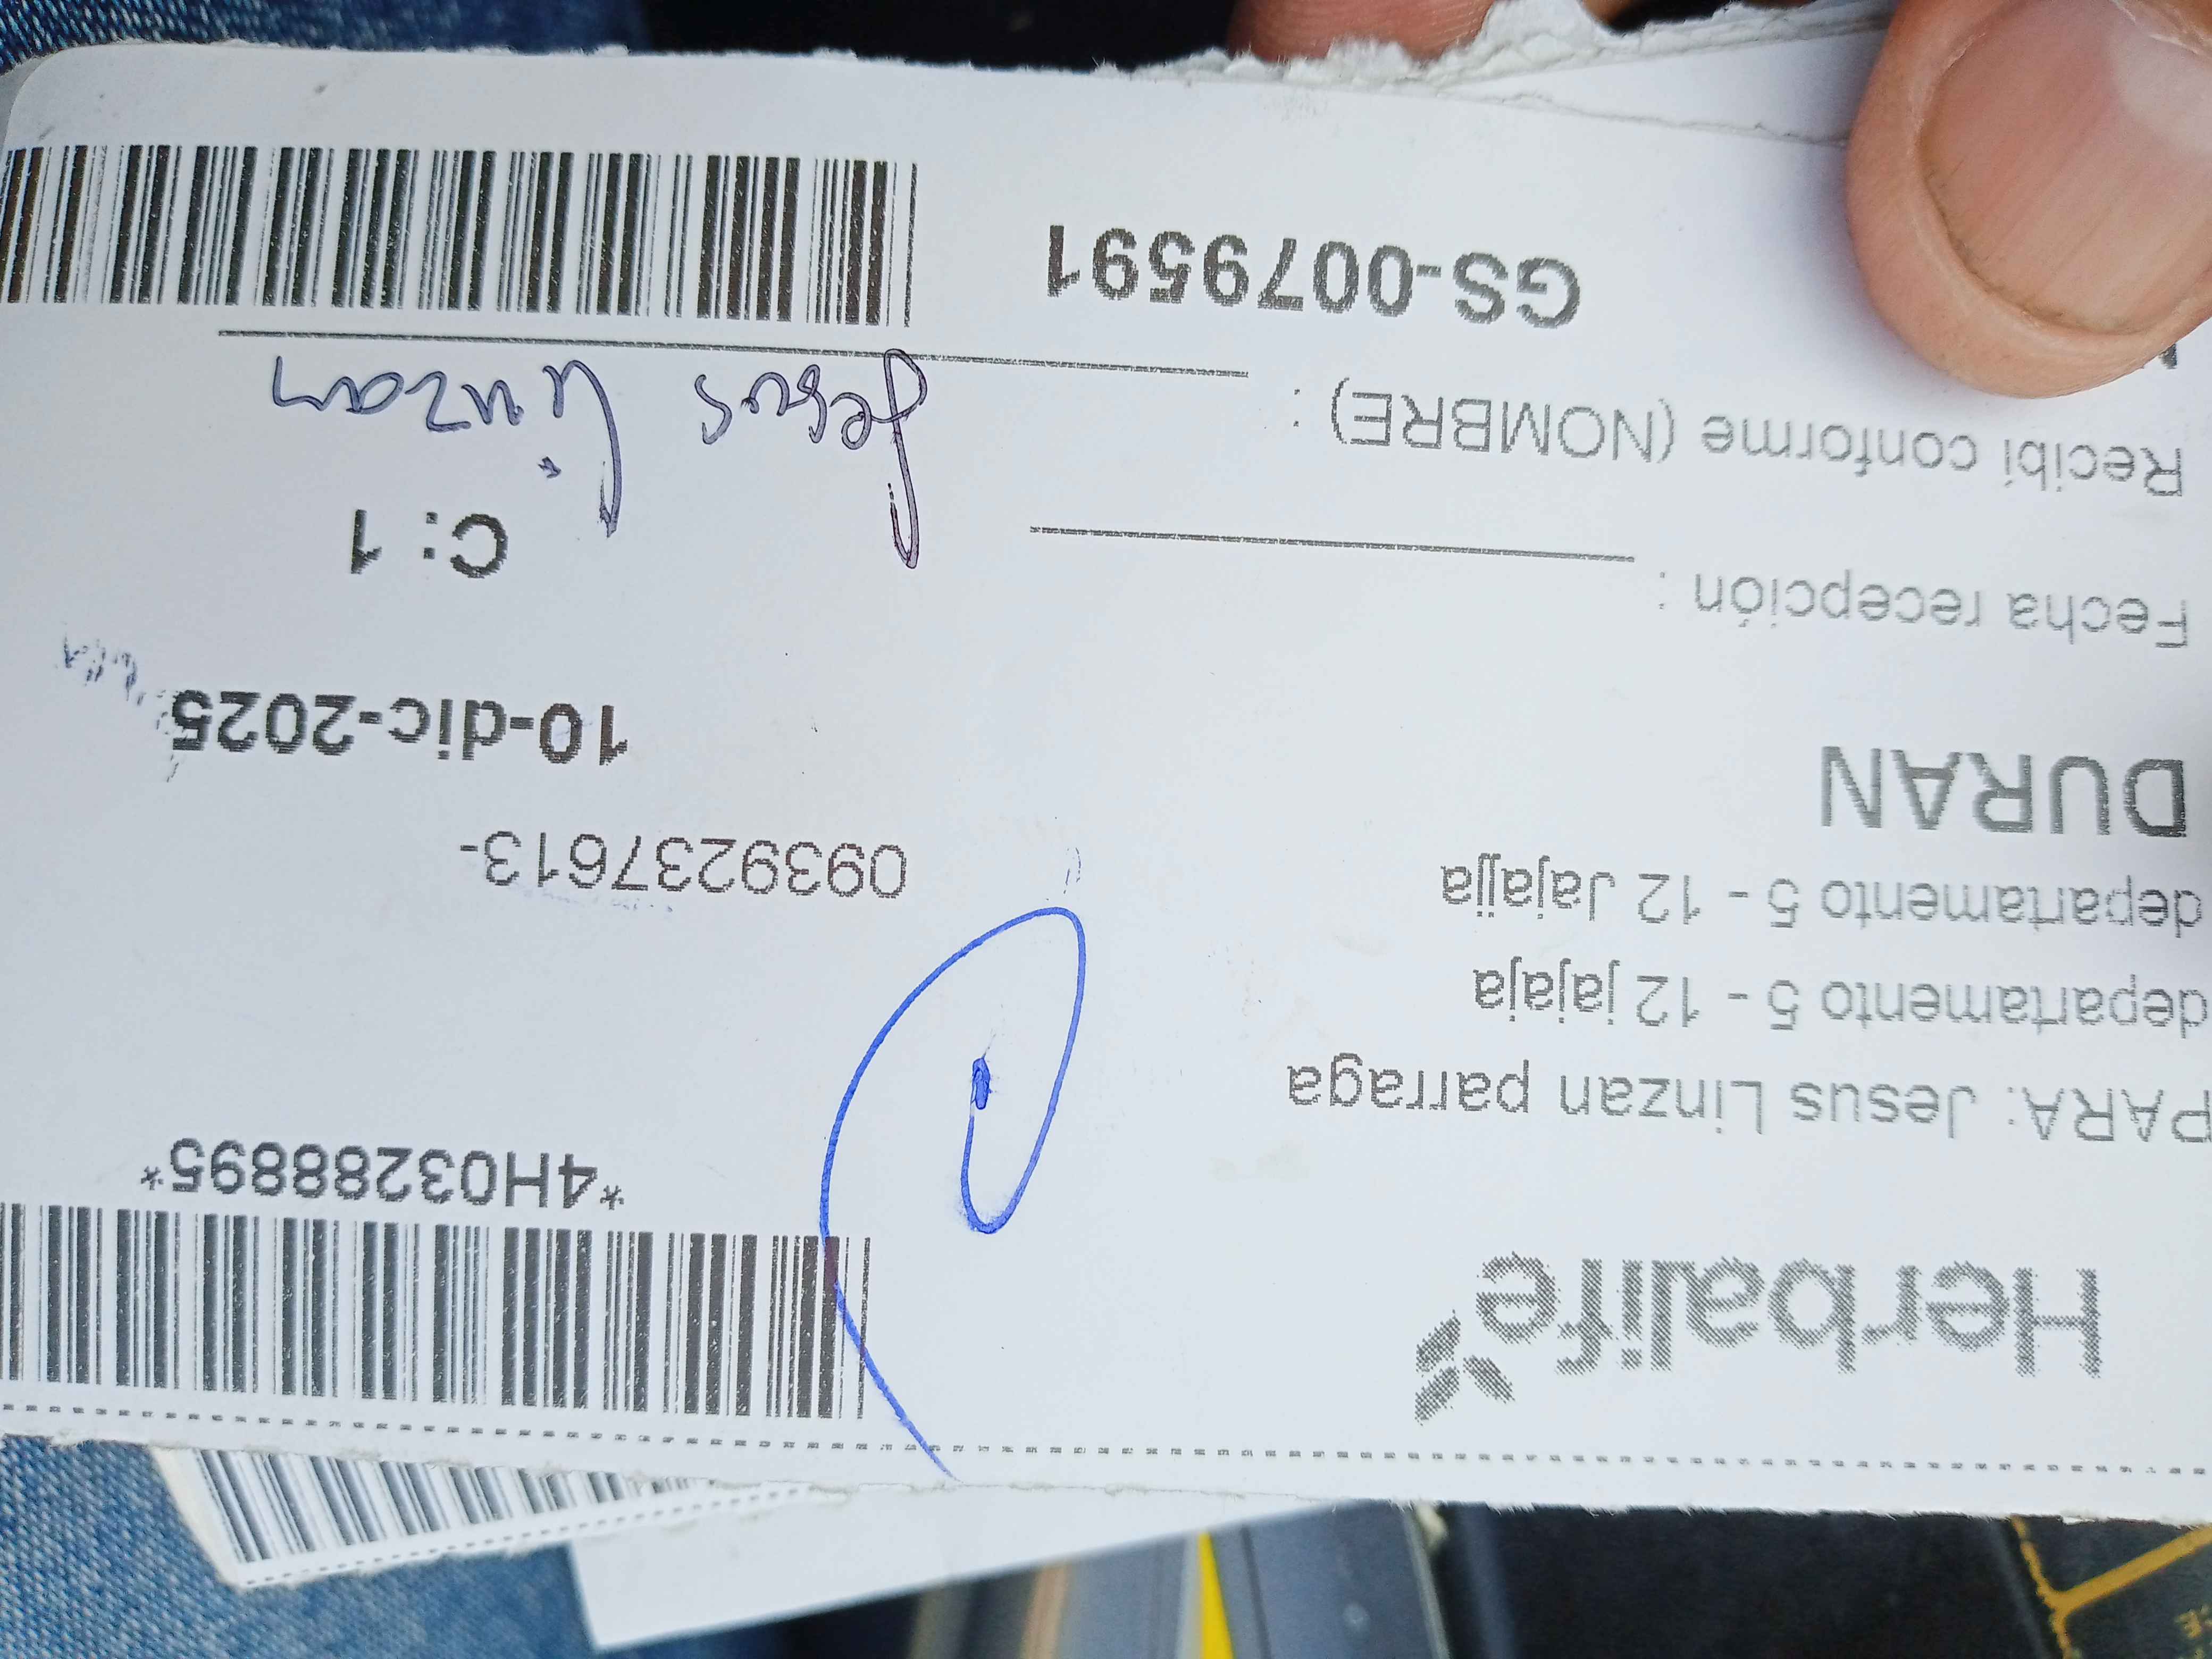 Herbalife
*4H03288895*
PARA: Jesus Linzan parraga
departamento 5 - 12 jajaja
departamento 5 - 12 Jajajja
0939237613-
DURAN
10-dic-2025
Fecha recepción :
C: 1
Recibí conforme (NOMBRE) : Jesus Linzan
GS-0079591